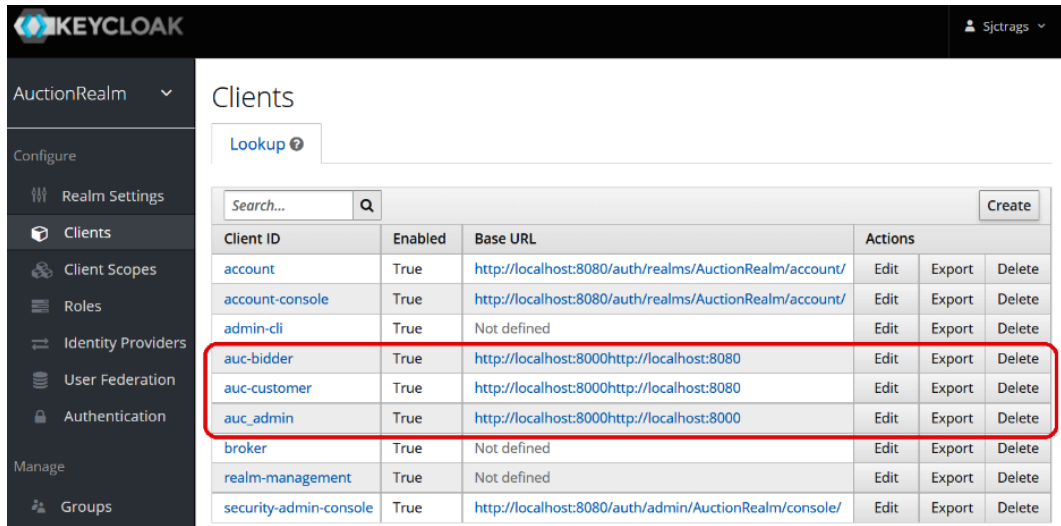 KEYCLOAK
Sjctrags
AuctionRealm
Configure
Realm Settings
Clients
Client Scopes
Roles
Identity Providers
User Federation
Authentication
Manage
Groups
Clients
Lookup
Search...
Create
Client ID Enabled Base URL Actions
account True http://localhost:8080/auth/realms/AuctionRealm/account/ Edit Export Delete
account-console True http://localhost:8080/auth/realms/AuctionRealm/account/ Edit Export Delete
admin-cli True Not defined Edit Export Delete
auc-bidder True http://localhost:8000http://localhost:8080 Edit Export Delete
auc-customer True http://localhost:8000http://localhost:8080 Edit Export Delete
auc_admin True http://localhost:8000http://localhost:8000 Edit Export Delete
broker True Not defined Edit Export Delete
realm-management True Not defined Edit Export Delete
security-admin-console True http://localhost:8080/auth/admin/AuctionRealm/console/ Edit Export Delete